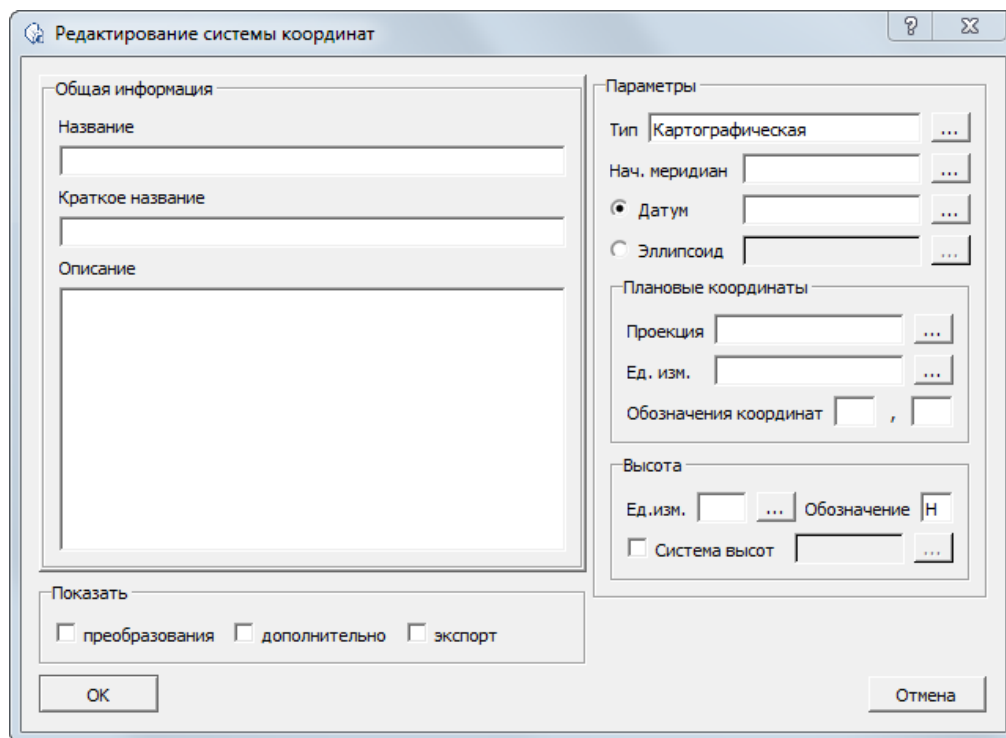 Редактирование системы координат
Общая информация
Название
Краткое название
Описание
Показать
преобразования дополнительно экспорт
OK
Параметры
Тип Картографическая ...
Нач. меридиан ...
Датум ...
Эллипсоид ...
Плановые координаты
Проекция ...
Ед. изм. ...
Обозначения координат ,
Высота
Ед.изм. ... Обозначение H
Система высот ...
Отмена